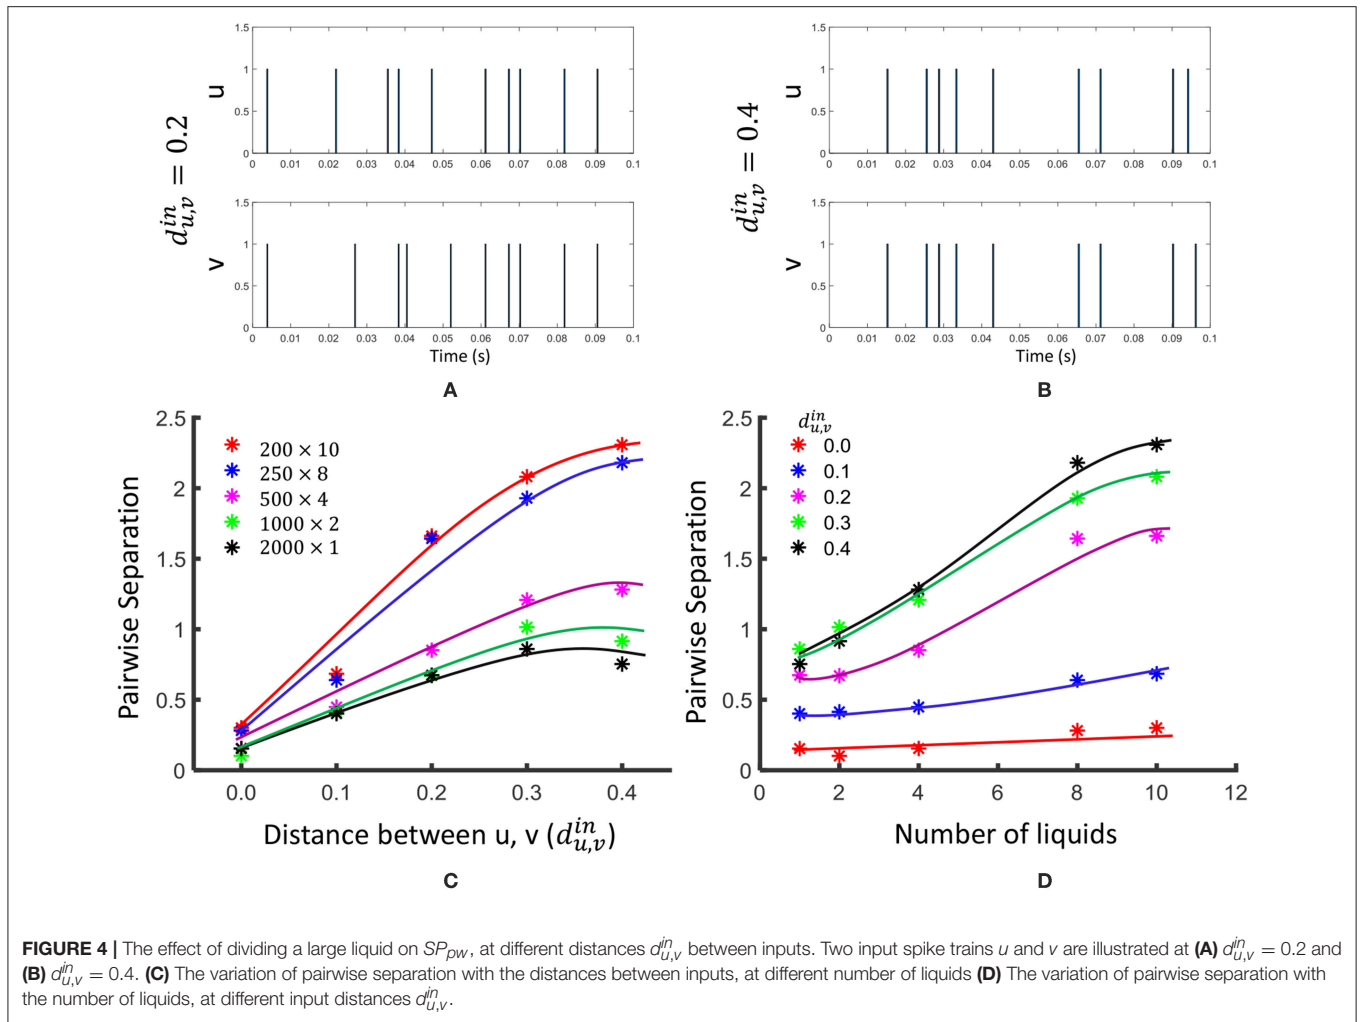 1.5
1
0.5
0
u
0 0.01 0.02 0.03 0.04 0.05 0.06 0.07 0.08 0.09 0.1
d^{in}_{u,v} = 0.2
1.5
1
0.5
0
v
0 0.01 0.02 0.03 0.04 0.05 0.06 0.07 0.08 0.09 0.1
Time (s)
A
1.5
1
0.5
0
u
0 0.01 0.02 0.03 0.04 0.05 0.06 0.07 0.08 0.09 0.1
d^{in}_{u,v} = 0.4
1.5
1
0.5
0
v
0 0.01 0.02 0.03 0.04 0.05 0.06 0.07 0.08 0.09 0.1
Time (s)
B
2.5
2
1.5
1
0.5
0
Pairwise Separation
200 × 10
250 × 8
500 × 4
1000 × 2
2000 × 1
0.0 0.1 0.2 0.3 0.4
Distance between u, v (d^{in}_{u,v})
C
2.5
2
1.5
1
0.5
0
Pairwise Separation
d^{in}_{u,v}
0.0
0.1
0.2
0.3
0.4
0 2 4 6 8 10 12
Number of liquids
D
FIGURE 4 | The effect of dividing a large liquid on SP_{pw}, at different distances d^{in}_{u,v} between inputs. Two input spike trains u and v are illustrated at (A) d^{in}_{u,v} = 0.2 and
(B) d^{in}_{u,v} = 0.4. (C) The variation of pairwise separation with the distances between inputs, at different number of liquids (D) The variation of pairwise separation with
the number of liquids, at different input distances d^{in}_{u,v}.